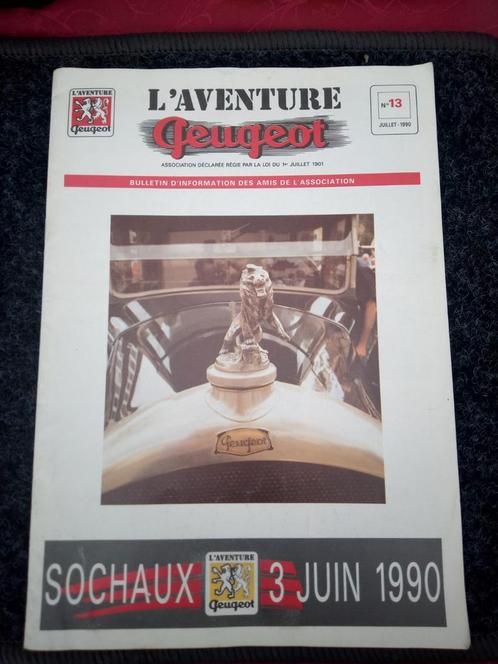 L'AVENTURE
Peugeot
L'AVENTURE
Peugeot
ASSOCIATION DÉCLARÉE RÉGIE PAR LA LOI DU 1er JUILLET 1901
N° 13
JUILLET - 1990
BULLETIN D'INFORMATION DES AMIS DE L'ASSOCIATION
Peugeot
SOCHAUX
L'AVENTURE
Peugeot
3 JUIN 1990